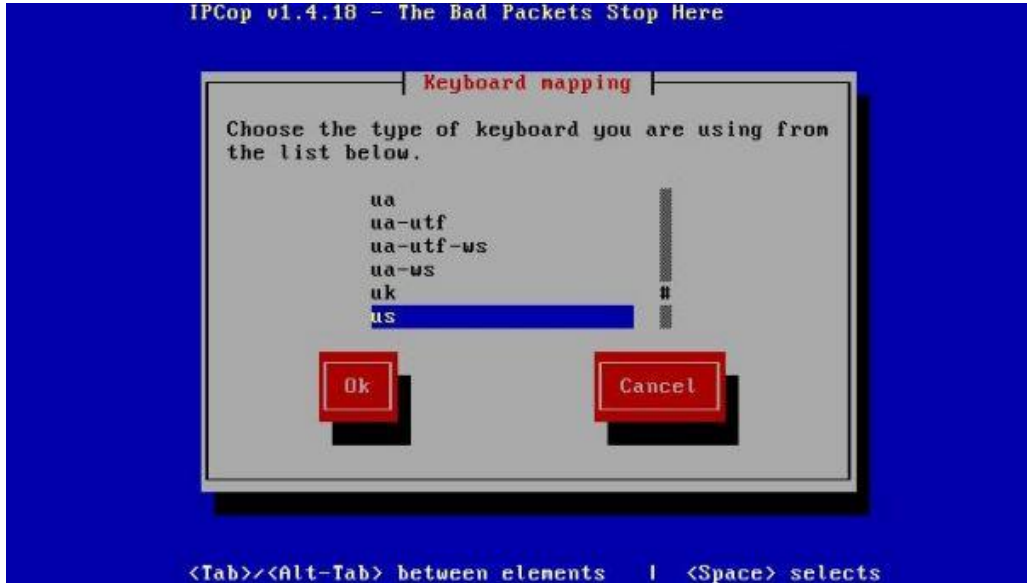 IPCop v1.4.18 - The Bad Packets Stop Here
Keyboard mapping
Choose the type of keyboard you are using from
the list below.
ua
ua-utf
ua-utf-ws
ua-ws
uk #
us
Ok Cancel
<Tab>/<Alt-Tab> between elements | <Space> selects